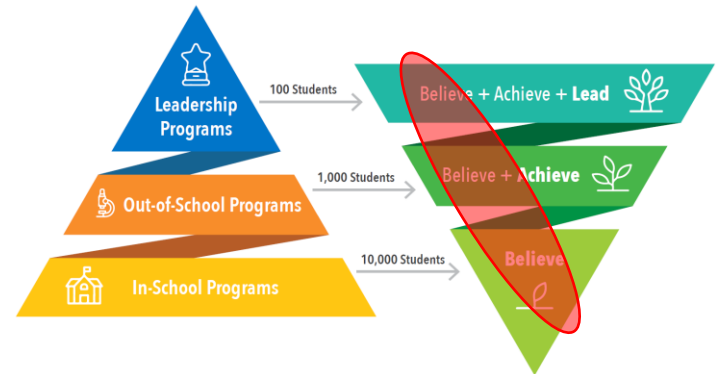 Leadership
Programs
100 Students
Believe + Achieve + Lead
Out-of-School Programs
1,000 Students
Believe + Achieve
In-School Programs
10,000 Students
Believe